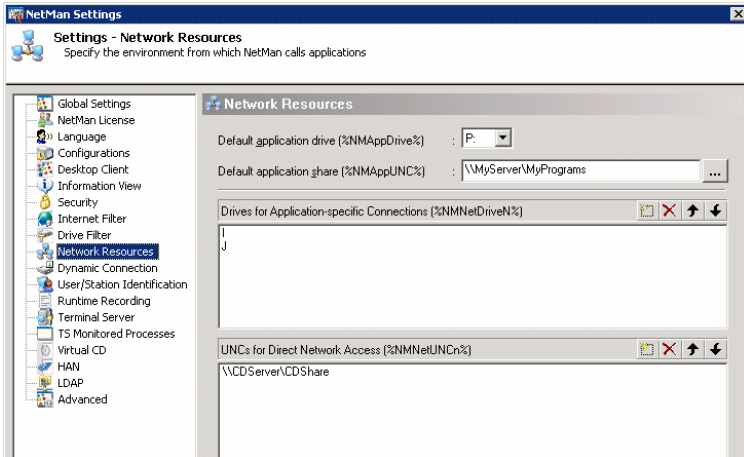 NetMan Settings
Settings - Network Resources
Specify the environment from which NetMan calls applications
Global Settings
NetMan License
Language
Configurations
Desktop Client
Information View
Security
Internet Filter
Drive Filter
Network Resources
Dynamic Connection
User/Station Identification
Runtime Recording
Terminal Server
TS Monitored Processes
Virtual CD
HAN
LDAP
Advanced
Network Resources
Default application drive (%NMAppDrive%) : P:
Default application share (%NMAppUNC%) : \\MyServer\MyPrograms ...
Drives for Application-specific Connections (%NMNetDriveN%)
I
J
UNCs for Direct Network Access (%NMNetUNCn%)
\\CDServer\CDShare